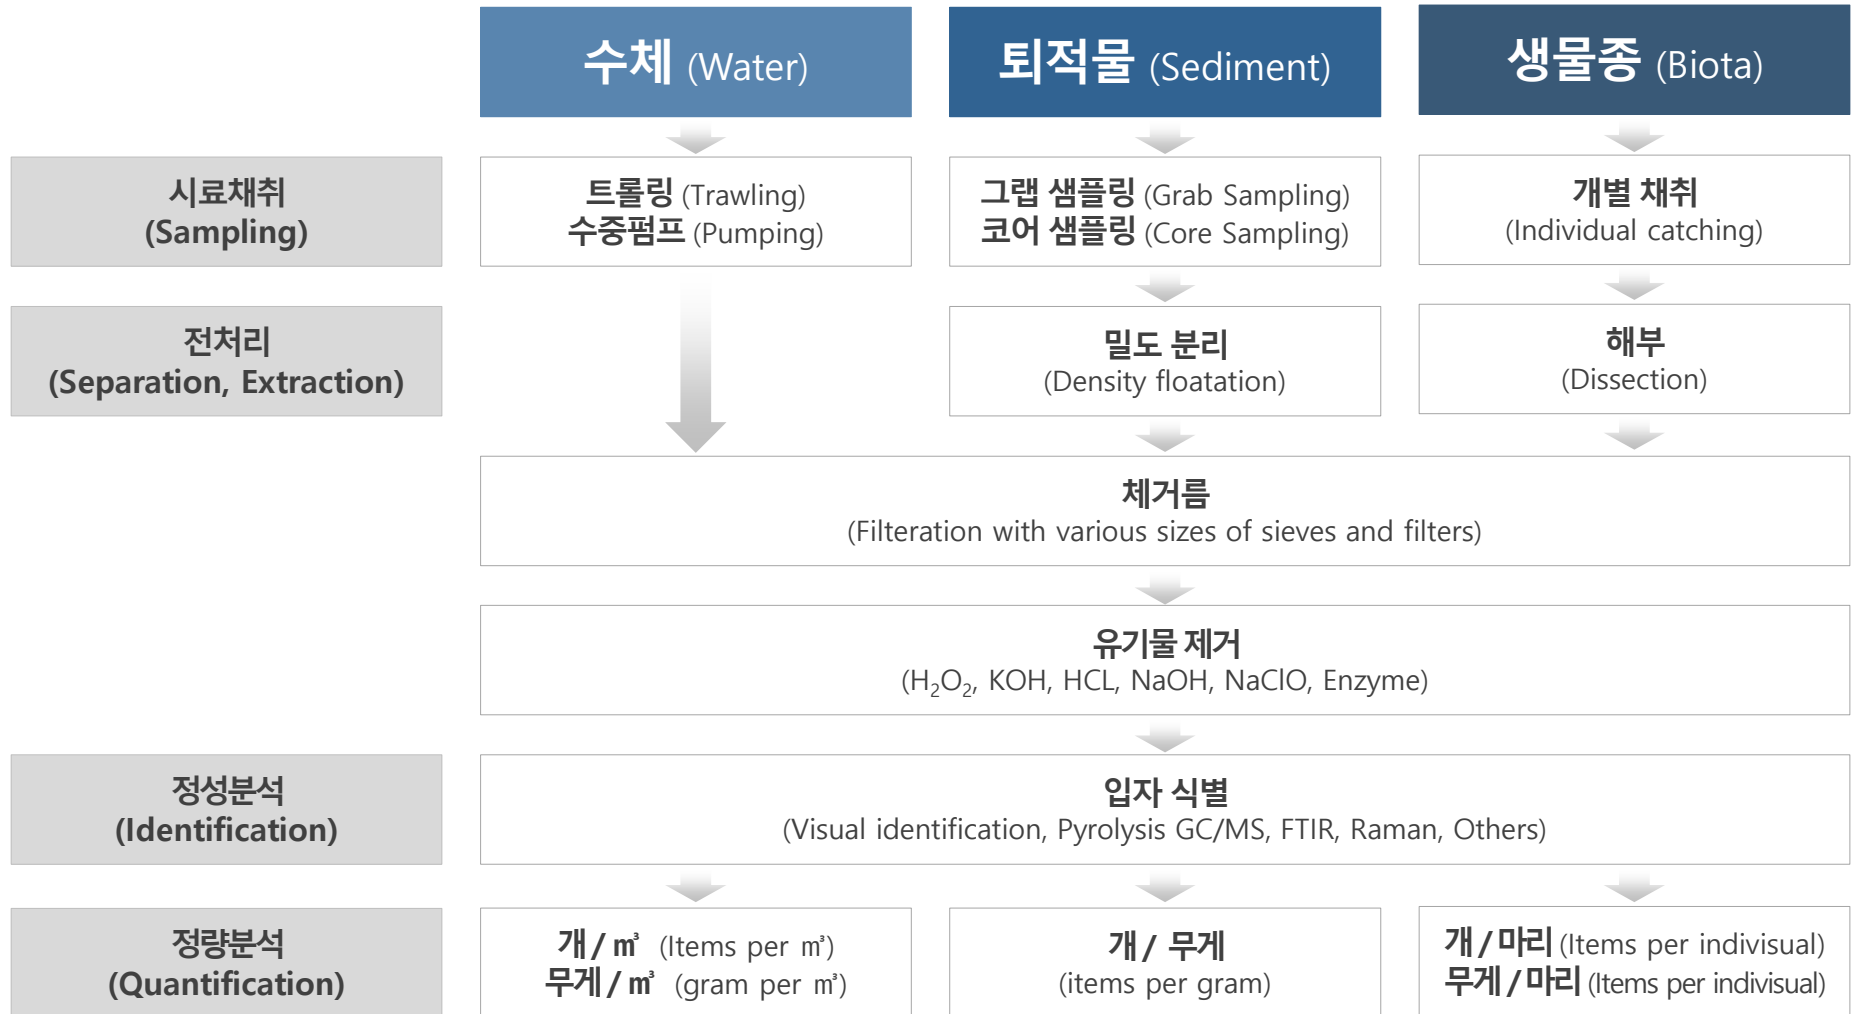 수체 (Water)
퇴적물 (Sediment)
생물종 (Biota)
시료채취
(Sampling)
트롤링 (Trawling)
수중펌프 (Pumping)
그랩 샘플링 (Grab Sampling)
코어 샘플링 (Core Sampling)
개별 채취
(Individual catching)
전처리
(Separation, Extraction)
밀도 분리
(Density floatation)
해부
(Dissection)
체거름
(Filteration with various sizes of sieves and filters)
유기물 제거
(H₂O₂, KOH, HCL, NaOH, NaClO, Enzyme)
정성분석
(Identification)
입자 식별
(Visual identification, Pyrolysis GC/MS, FTIR, Raman, Others)
정량분석
(Quantification)
개/㎥ (Items per ㎥)
무게/㎥ (gram per ㎥)
개/ 무게
(items per gram)
개/마리 (Items per indivisual)
무게/마리 (Items per indivisual)